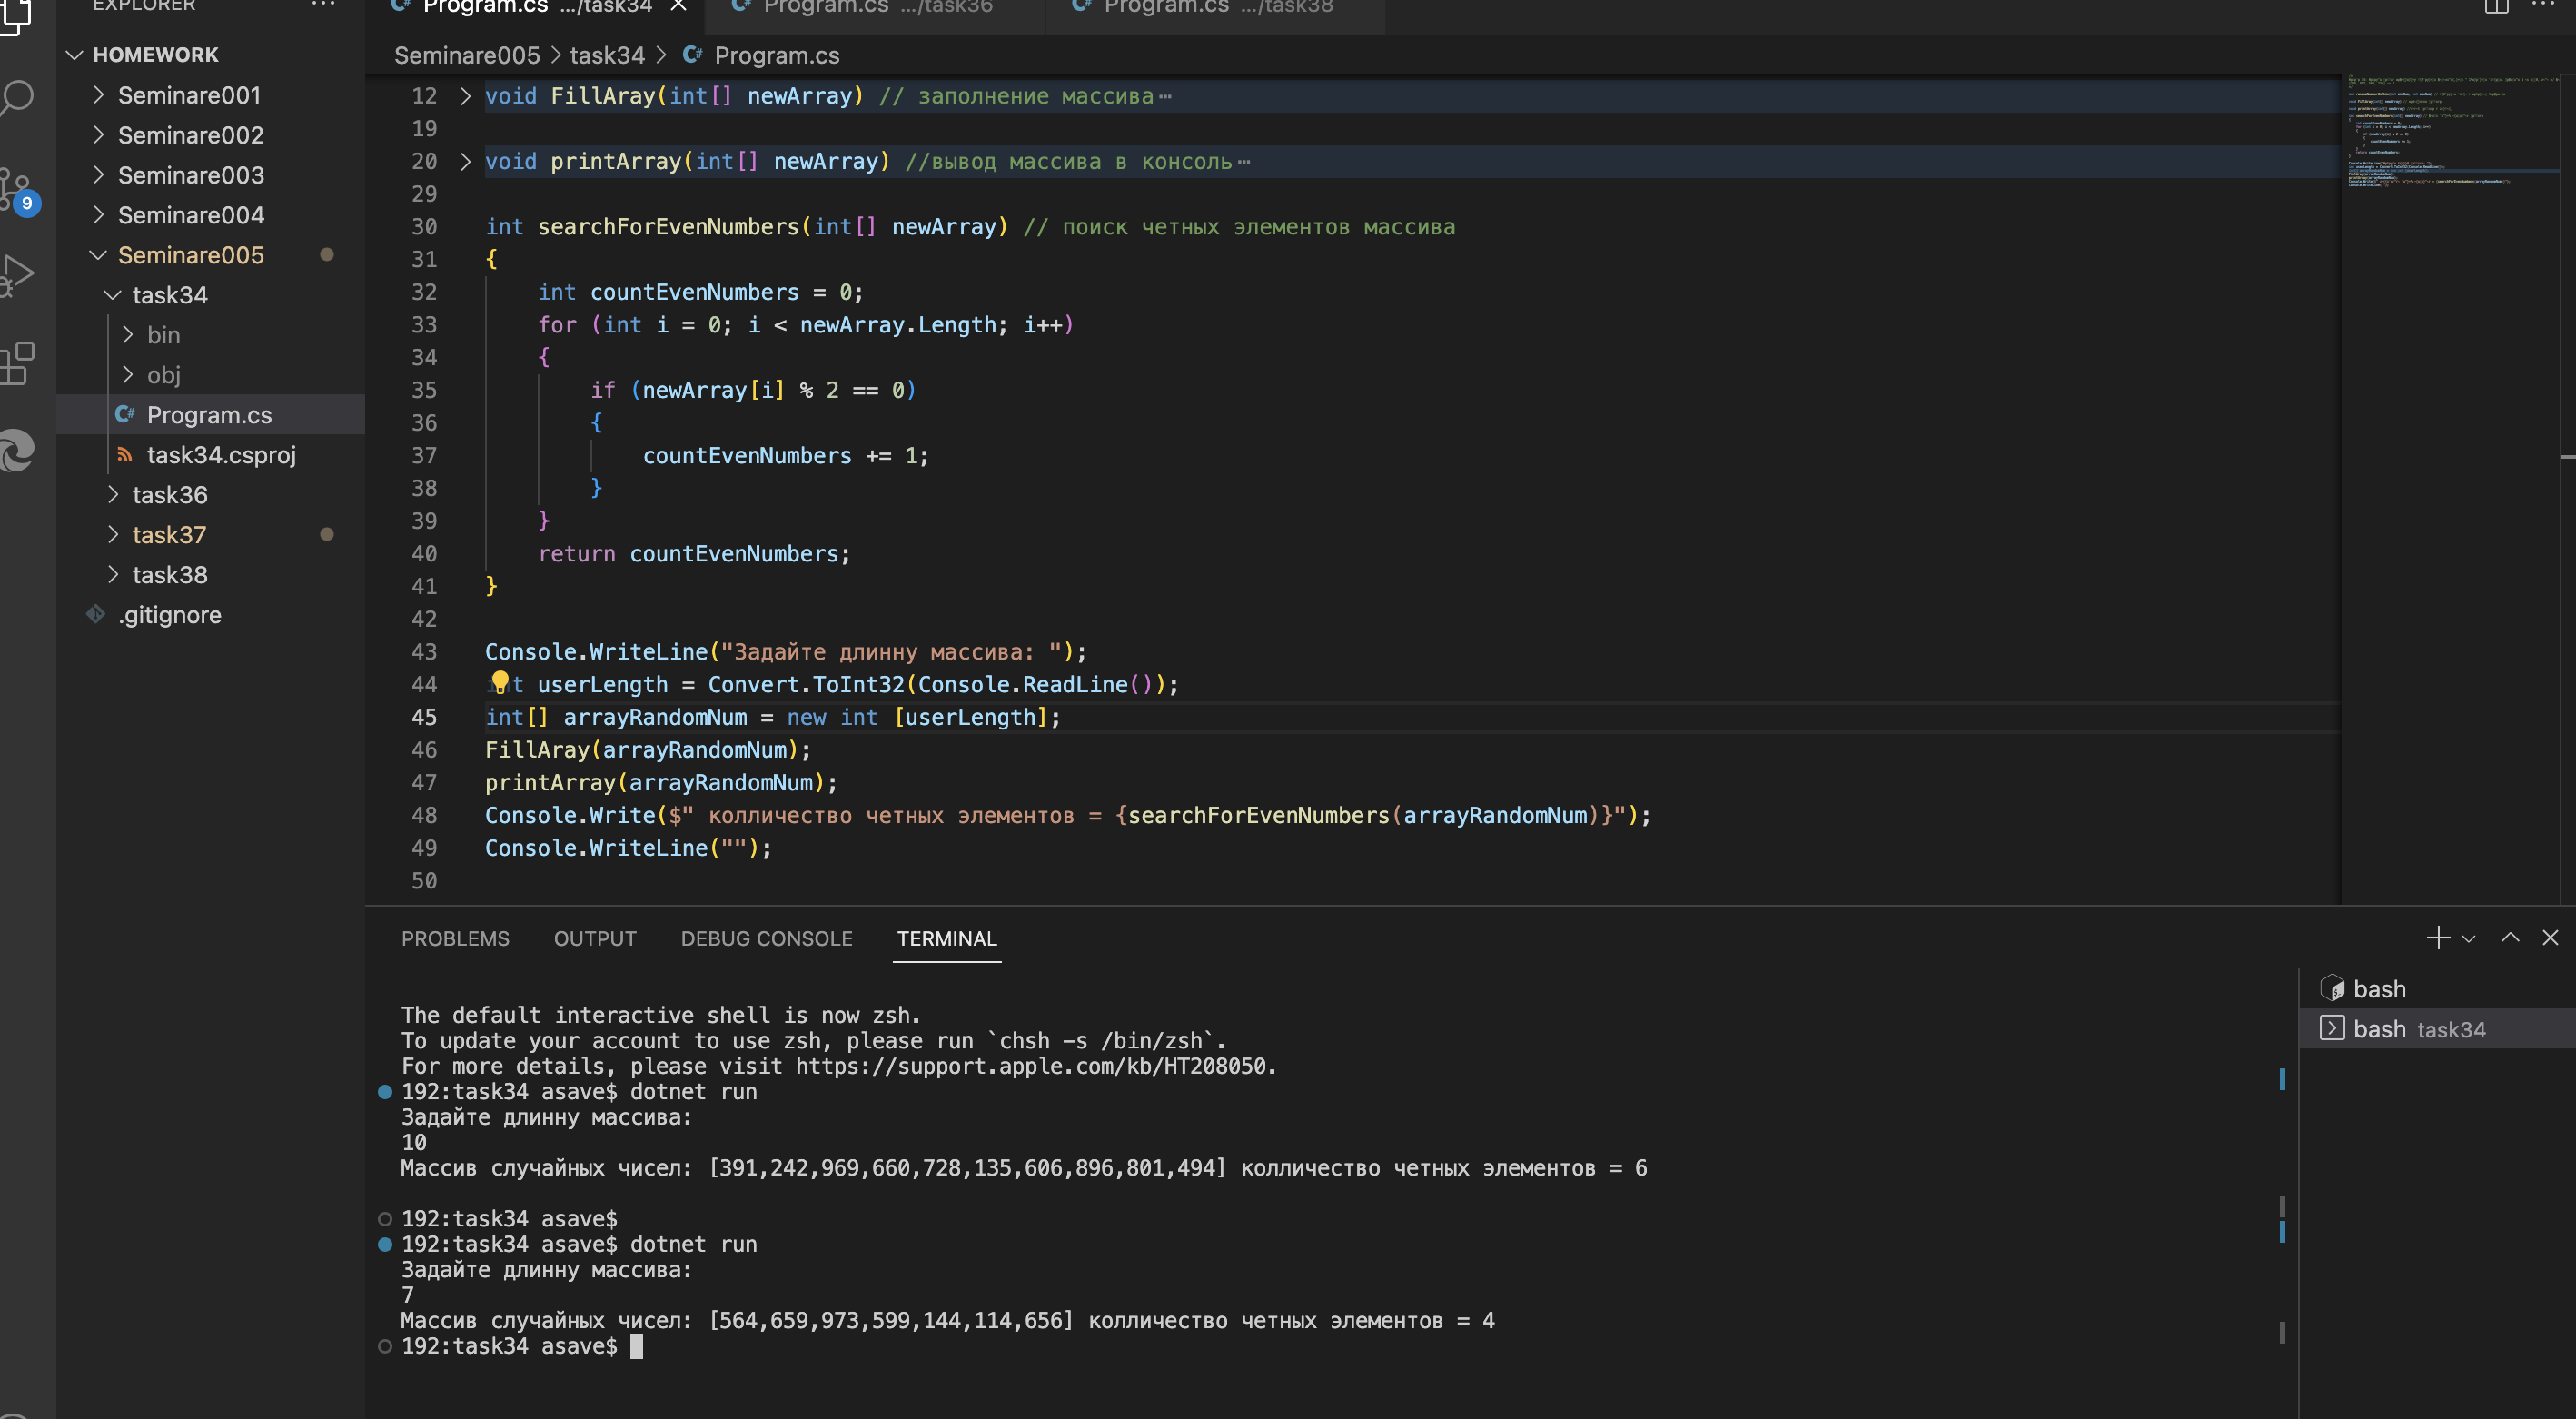 EXPLORER
Program.cs .../task34
Program.cs .../task36
Program.cs .../task38
HOMEWORK
Seminare001
Seminare002
Seminare003
Seminare004
Seminare005
task34
bin
obj
Program.cs
task34.csproj
task36
task37
task38
.gitignore
9
Seminare005 > task34 > Program.cs
12 void FillAray(int[] newArray) // заполнение массива⋯
19
20 void printArray(int[] newArray) //вывод массива в консоль⋯
29
30 int searchForEvenNumbers(int[] newArray) // поиск четных элементов массива
31 {
32 int countEvenNumbers = 0;
33 for (int i = 0; i < newArray.Length; i++)
34 {
35 if (newArray[i] % 2 == 0)
36 {
37 countEvenNumbers += 1;
38 }
39 }
40 return countEvenNumbers;
41 }
42
43 Console.WriteLine("Задайте длинну массива: ");
44 int userLength = Convert.ToInt32(Console.ReadLine());
45 int[] arrayRandomNum = new int [userLength];
46 FillAray(arrayRandomNum);
47 printArray(arrayRandomNum);
48 Console.Write($" колличество четных элементов = {searchForEvenNumbers(arrayRandomNum)}");
49 Console.WriteLine("");
50
PROBLEMS OUTPUT DEBUG CONSOLE TERMINAL
The default interactive shell is now zsh.
To update your account to use zsh, please run `chsh -s /bin/zsh`.
For more details, please visit https://support.apple.com/kb/HT208050.
192:task34 asave$ dotnet run
Задайте длинну массива:
10
Массив случайных чисел: [391,242,969,660,728,135,606,896,801,494] колличество четных элементов = 6
192:task34 asave$
192:task34 asave$ dotnet run
Задайте длинну массива:
7
Массив случайных чисел: [564,659,973,599,144,114,656] колличество четных элементов = 4
192:task34 asave$
bash
bash task34